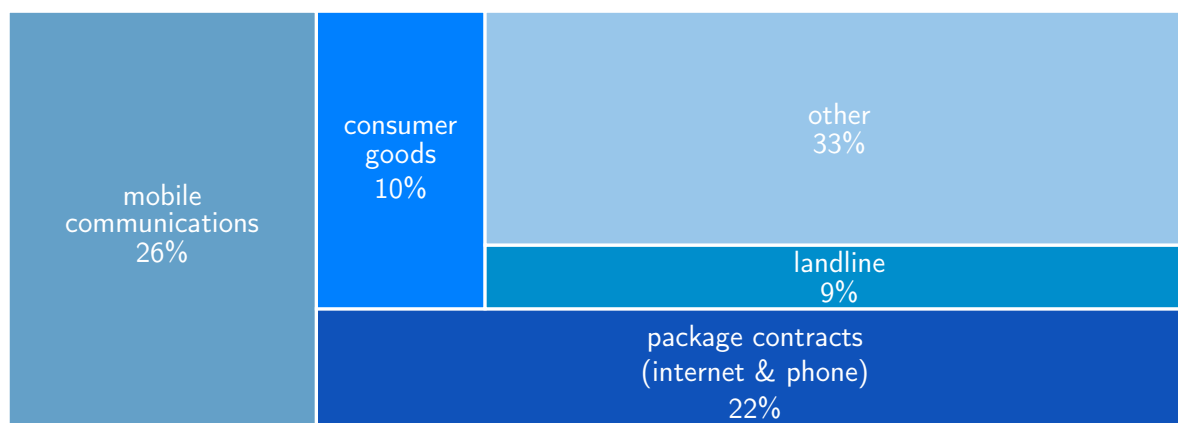 mobile
communications
26%
consumer
goods
10%
other
33%
landline
9%
package contracts
(internet & phone)
22%